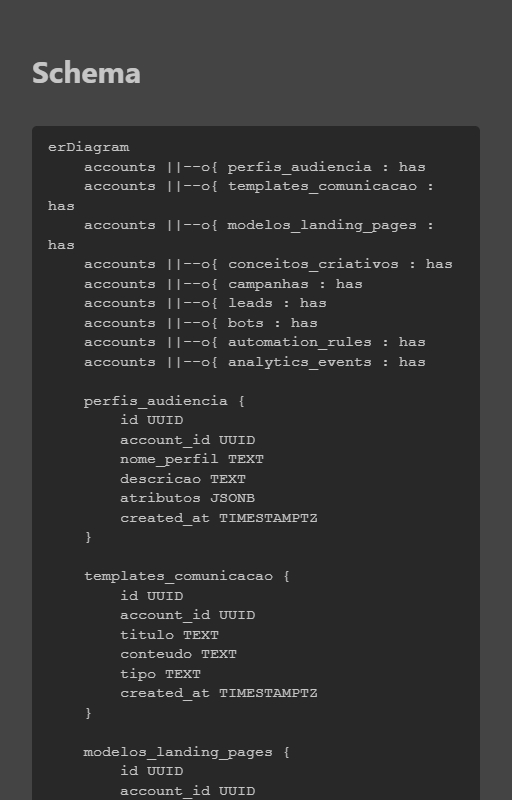 Schema
erDiagram
    accounts ||--o{ perfis_audiencia : has
    accounts ||--o{ templates_comunicacao :
has
    accounts ||--o{ modelos_landing_pages :
has
    accounts ||--o{ conceitos_criativos : has
    accounts ||--o{ campanhas : has
    accounts ||--o{ leads : has
    accounts ||--o{ bots : has
    accounts ||--o{ automation_rules : has
    accounts ||--o{ analytics_events : has

    perfis_audiencia {
        id UUID
        account_id UUID
        nome_perfil TEXT
        descricao TEXT
        atributos JSONB
        created_at TIMESTAMPTZ
    }

    templates_comunicacao {
        id UUID
        account_id UUID
        titulo TEXT
        conteudo TEXT
        tipo TEXT
        created_at TIMESTAMPTZ
    }

    modelos_landing_pages {
        id UUID
        account_id UUID